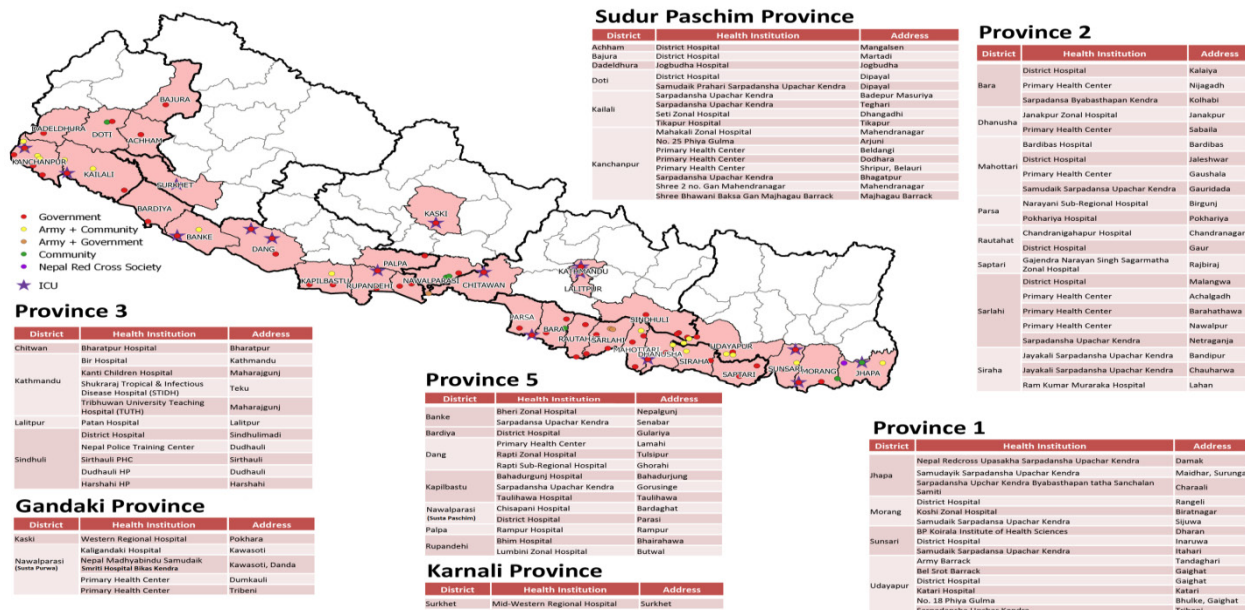 Sudur Paschim Province
District Health Institution Address
Achham District Hospital Mangalsen
Bajura District Hospital Martadi
Dadeldhura Jogbudha Hospital Jogbudha
Doti
District Hospital Dipayal
Samudaik Prahari Sarpadansha Upachar Kendra Dipayal
Kailali
Sarpadansha Upachar Kendra Badepur Masuriya
Sarpadansha Upachar Kendra Teghari
Seti Zonal Hospital Dhangadhi
Tikapur Hospital Tikapur
Kanchanpur
Mahakali Zonal Hospital Mahendranagar
No. 25 Phiya Gulma Arjuni
Primary Health Center Beldangi
Primary Health Center Dodhara
Primary Health Center Shripur, Belauri
Sarpadansha Upachar Kendra Bhagatpur
Shree 2 no. Gan Mahendranagar Mahendranagar
Shree Bhawani Baksa Gan Majhagau Barrack Majhagau Barrack
Province 2
District Health Institution Address
Bara
District Hospital Kalaiya
Primary Health Center Nijagadh
Sarpadansa Byabasthapan Kendra Kolhabi
Dhanusha
Janakpur Zonal Hospital Janakpur
Primary Health Center Sabaila
Mahottari
Bardibas Hospital Bardibas
District Hospital Jaleshwar
Primary Health Center Gaushala
Samudaik Sarpadansa Upachar Kendra Gauridada
Parsa
Narayani Sub-Regional Hospital Birgunj
Pokhariya Hospital Pokhariya
Rautahat
Chandranigahapur Hospital Chandranagar
District Hospital Gaur
Saptari
Gajendra Narayan Singh Sagarmatha
Zonal Hospital Rajbiraj
Sarlahi
District Hospital Malangwa
Primary Health Center Achalgadh
Primary Health Center Barahathawa
Primary Health Center Nawalpur
Sarpadansa Upachar Kendra Netraganja
Siraha
Jayakali Sarpadansa Upachar Kendra Bandipur
Jayakali Sarpadansa Upachar Kendra Chauharwa
Ram Kumar Muraraka Hospital Lahan
BAJURA
DADELDHURA
DOTI
ACHHAM
KANCHANPUR
KAILALI
SURKHET
BARDIYA
BANKE
DANG
KASKI
KAPILBASTU
RUPANDEHI
PALPA
NAWALPARASI
CHITAWAN
KATHMANDU
LALITPUR
PARSA
BARA
RAUTAHAT
SARLAHI
SINDHULI
MAHOTTARI
DHANUSHA
SIRAHA
UDAYAPUR
SAPTARI
SUNSARI
MORANG
JHAPA
Government
Army + Community
Army + Government
Community
Nepal Red Cross Society
ICU
Province 3
District Health Institution Address
Chitwan Bharatpur Hospital Bharatpur
Kathmandu
Bir Hospital Kathmandu
Kanti Children Hospital Maharajgunj
Shukraraj Tropical & Infectious
Disease Hospital (STIDH) Teku
Tribhuwan University Teaching
Hospital (TUTH) Maharajgunj
Lalitpur Patan Hospital Lalitpur
Sindhuli
District Hospital Sindhulimadi
Nepal Police Training Center Dudhauli
Sirthauli PHC Sirthauli
Dudhauli HP Dudhauli
Harshahi HP Harshahi
Gandaki Province
District Health Institution Address
Kaski Western Regional Hospital Pokhara
Nawalparasi
(Susta Purwa)
Kaligandaki Hospital Kawasoti
Nepal Madhyabindu Samudaik
Smriti Hospital Bikas Kendra Kawasoti, Danda
Primary Health Center Dumkauli
Primary Health Center Tribeni
Province 5
District Health Institution Address
Banke
Bheri Zonal Hospital Nepalgunj
Sarpadansa Upachar Kendra Senabar
Bardiya District Hospital Gulariya
Dang
Primary Health Center Lamahi
Rapti Zonal Hospital Tulsipur
Rapti Sub-Regional Hospital Ghorahi
Kapilbastu
Bahadurgunj Hospital Bahadurjung
Sarpadansha Upachar Kendra Gorusinge
Taulihawa Hospital Taulihawa
Nawalparasi
(Susta Paschim)
Chisapani Hospital Bardaghat
District Hospital Parasi
Palpa Rampur Hospital Rampur
Rupandehi
Bhim Hospital Bhairahawa
Lumbini Zonal Hospital Butwal
Karnali Province
District Health Institution Address
Surkhet Mid-Western Regional Hospital Surkhet
Province 1
District Health Institution Address
Jhapa
Nepal Redcross Upasakha Sarpadansha Upachar Kendra Damak
Samudayik Sarpadansha Upachar Kendra Maidhar, Surunga
Sarpadansha Upchar Kendra Byabasthapan tatha Sanchalan
Samiti Charaali
Morang
District Hospital Rangeli
Koshi Zonal Hospital Biratnagar
Samudaik Sarpadansa Upachar Kendra Sijuwa
Sunsari
BP Koirala Institute of Health Sciences Dharan
District Hospital Inaruwa
Samudaik Sarpadansa Upachar Kendra Itahari
Udayapur
Army Barrack Tandaghari
Bel Srot Barrack Gaighat
District Hospital Gaighat
Katari Hospital Katari
No. 18 Phiya Gulma Bhulke, Gaighat